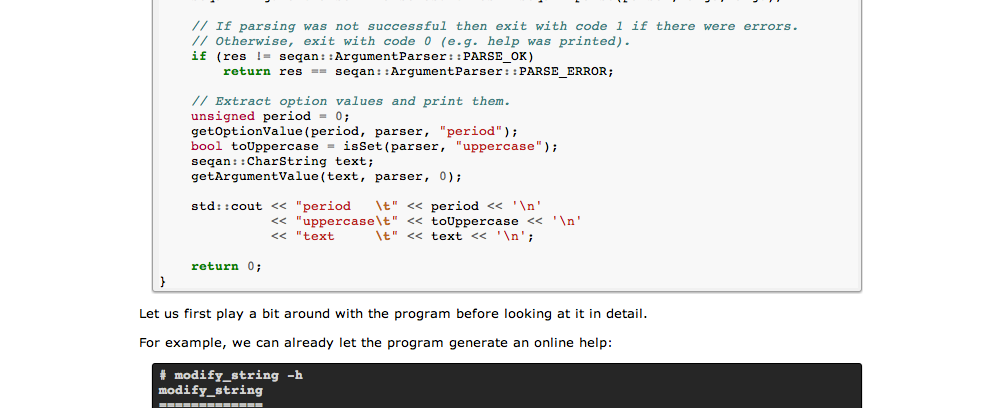 // If parsing was not successful then exit with code 1 if there were errors.
// Otherwise, exit with code 0 (e.g. help was printed).
if (res != seqan::ArgumentParser::PARSE_OK)
    return res == seqan::ArgumentParser::PARSE_ERROR;
// Extract option values and print them.
unsigned period = 0;
getOptionValue(period, parser, "period");
bool toUppercase = isSet(parser, "uppercase");
seqan::CharString text;
getArgumentValue(text, parser, 0);
std::cout << "period   \t" << period << '\n'
          << "uppercase\t" << toUppercase << '\n'
          << "text     \t" << text << '\n';
return 0;
}
Let us first play a bit around with the program before looking at it in detail.
For example, we can already let the program generate an online help:
# modify_string -h
modify_string